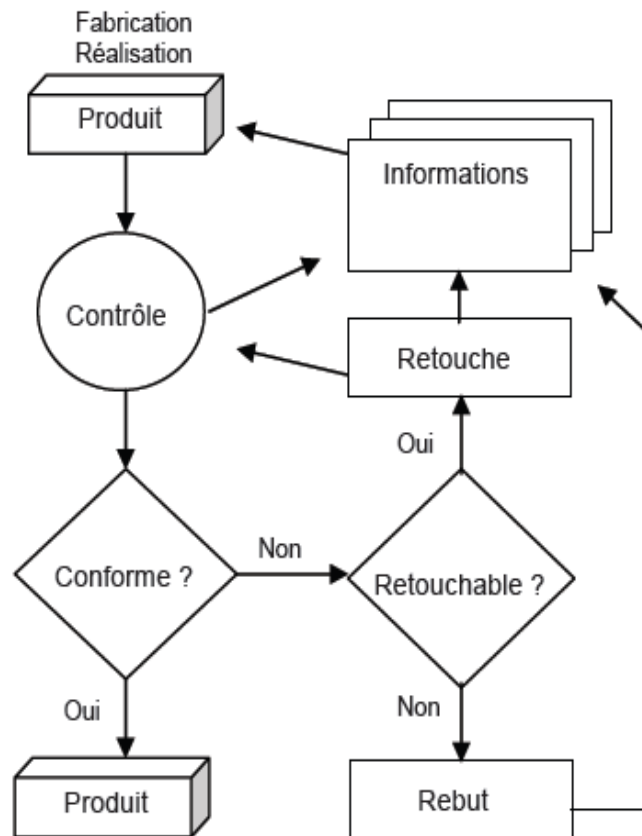 Fabrication
Réalisation
Produit
Informations
Contrôle
Retouche
Oui
Non
Conforme ?
Retouchable ?
Oui
Non
Produit
Rebut